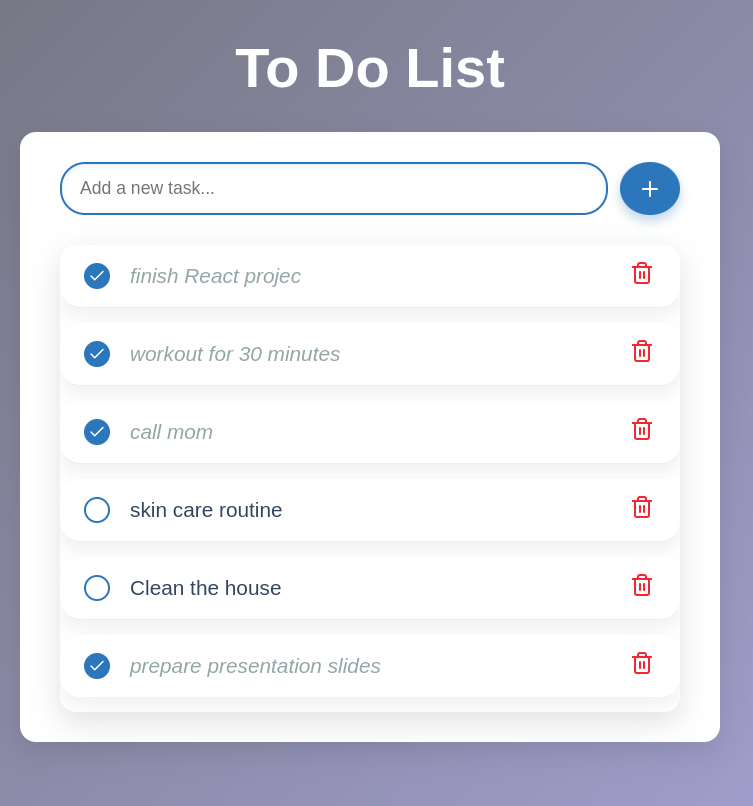 To Do List
Add a new task...
finish React projec
workout for 30 minutes
call mom
skin care routine
Clean the house
prepare presentation slides